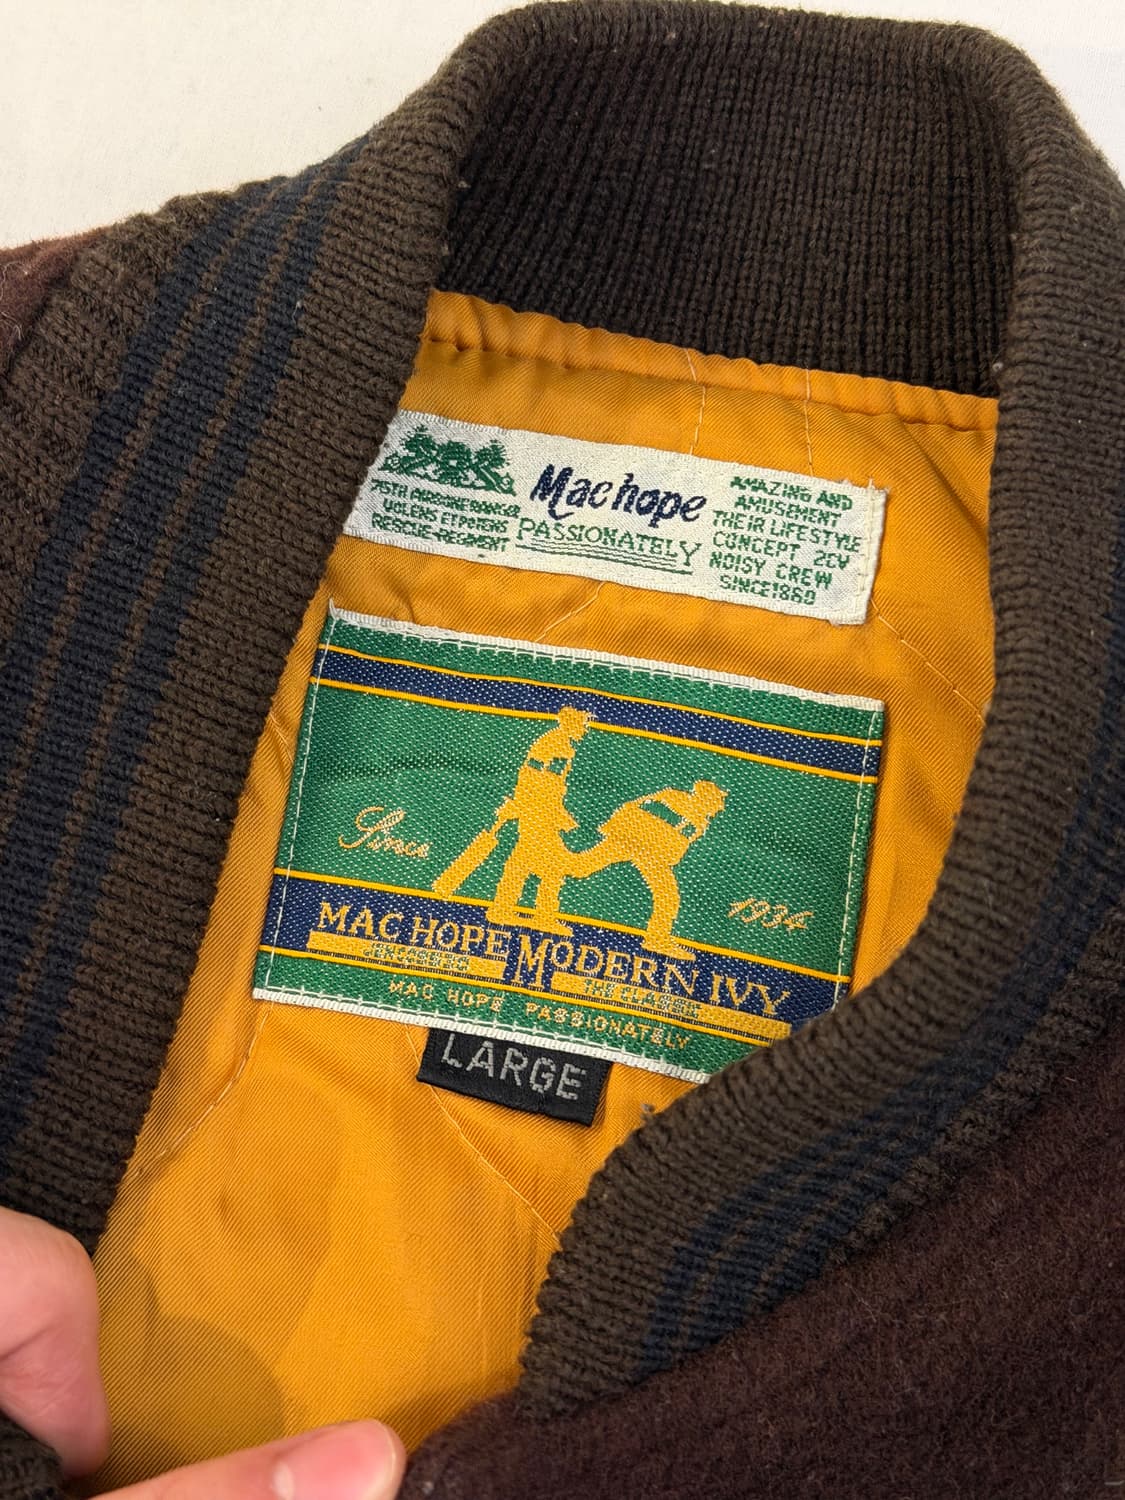 Mac hope
PASSIONATELY
75TH AIRBORNE RANGER
VOLENS ET POTENS
RESCUE-REGIMENT
AMAZING AND
AMUSEMENT
THEIR LIFESTYLE
CONCEPT 2CV
NOISY CREW
SINCE1860
Since
1934
MAC HOPE MODERN IVY
M
MAC HOPE PASSIONATELY
LARGE